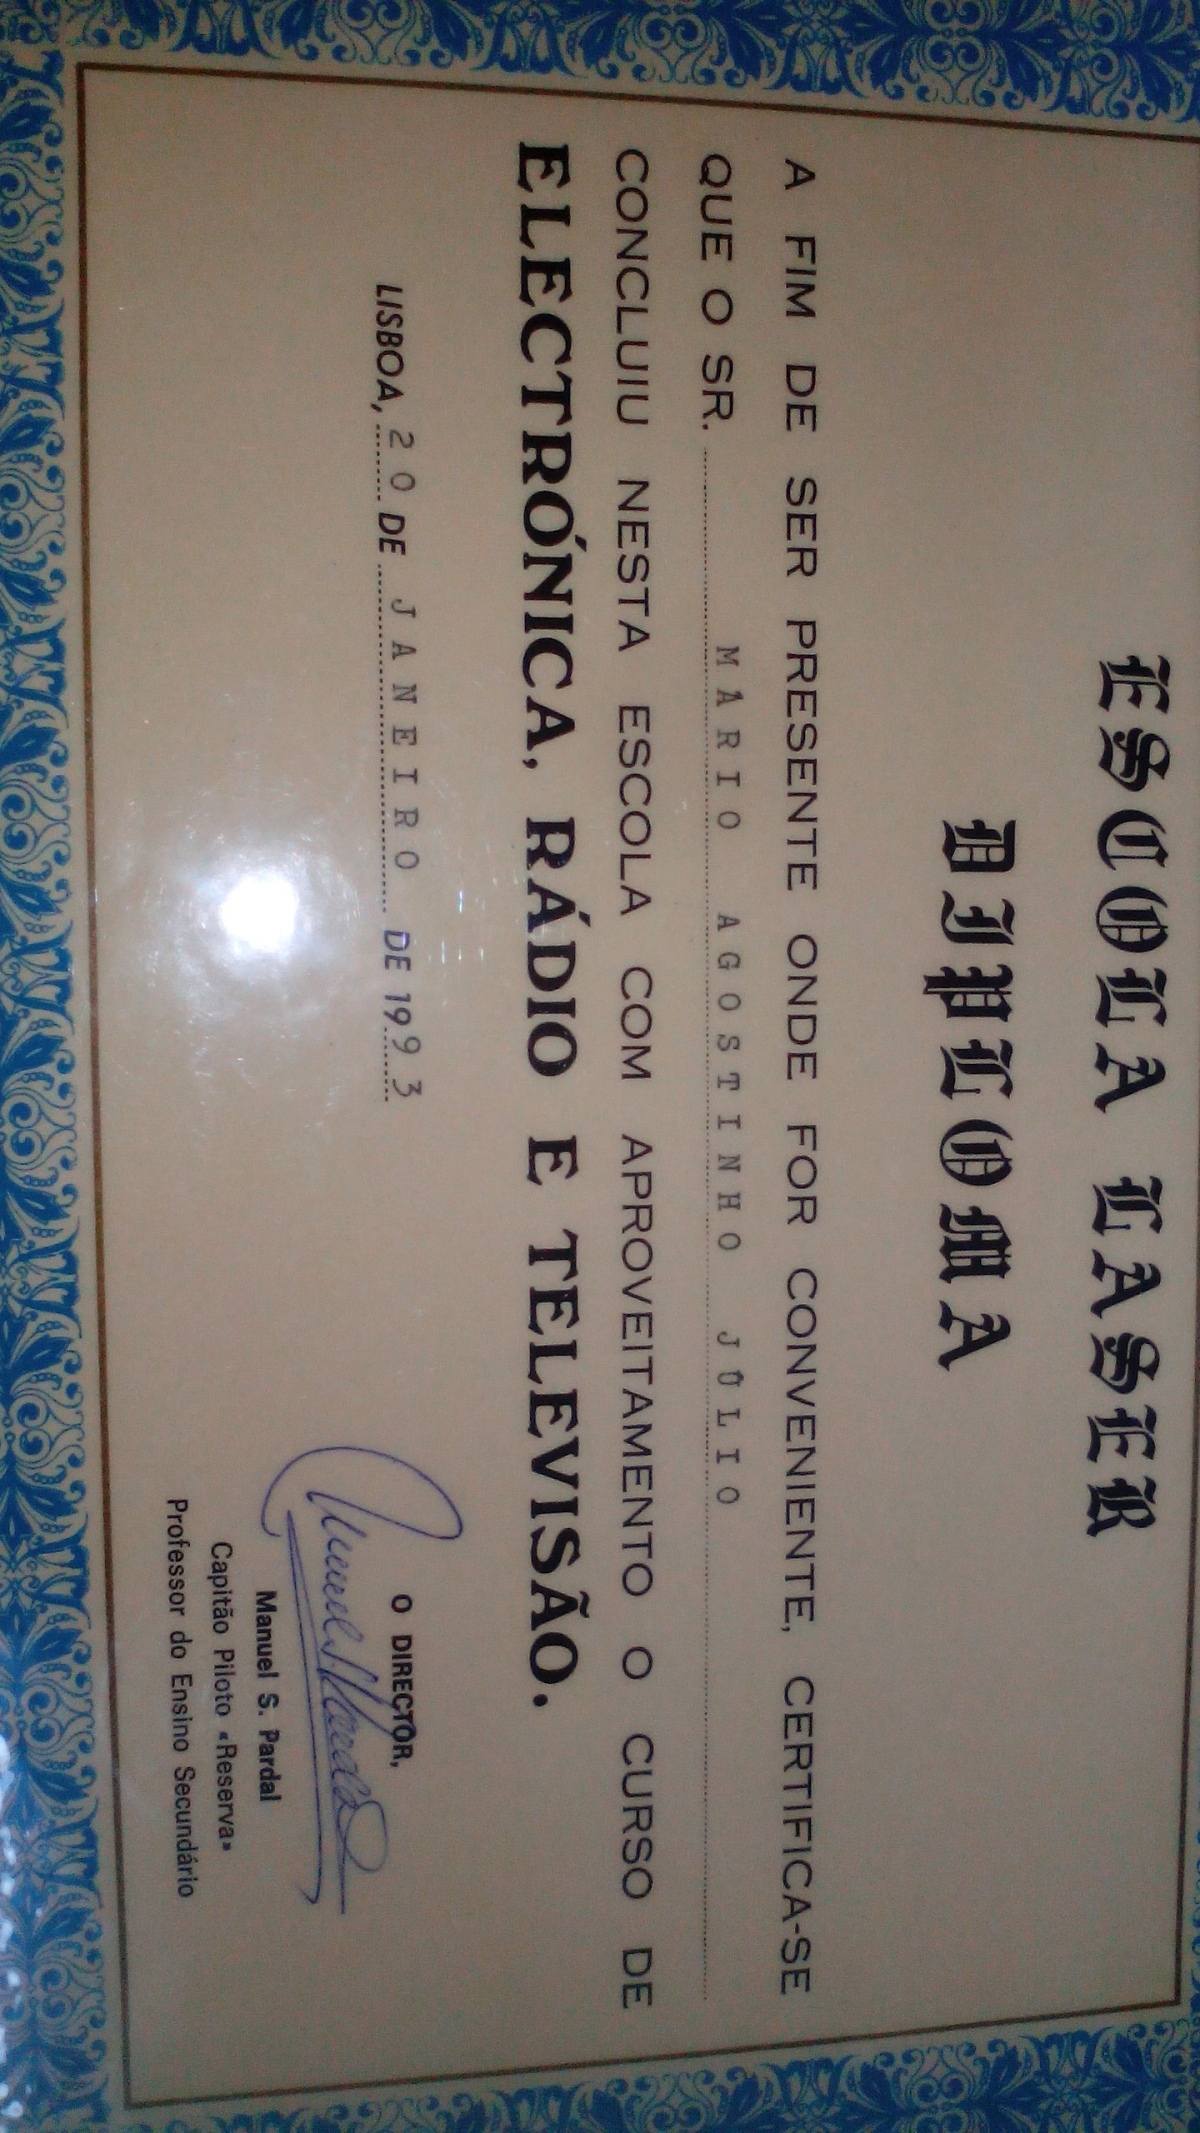 ESCOLA LASER
DIPLOMA
A FIM DE SER PRESENTE ONDE FOR CONVENIENTE, CERTIFICA-SE
QUE O SR. MARIO AGOSTINHO JÚLIO
CONCLUIU NESTA ESCOLA COM APROVEITAMENTO O CURSO DE
ELECTRÓNICA, RÁDIO E TELEVISÃO.
LISBOA, 20 DE JANEIRO DE 1993
O DIRECTOR,
Manuel S. Pardal
Capitão Piloto «Reserva»
Professor do Ensino Secundário